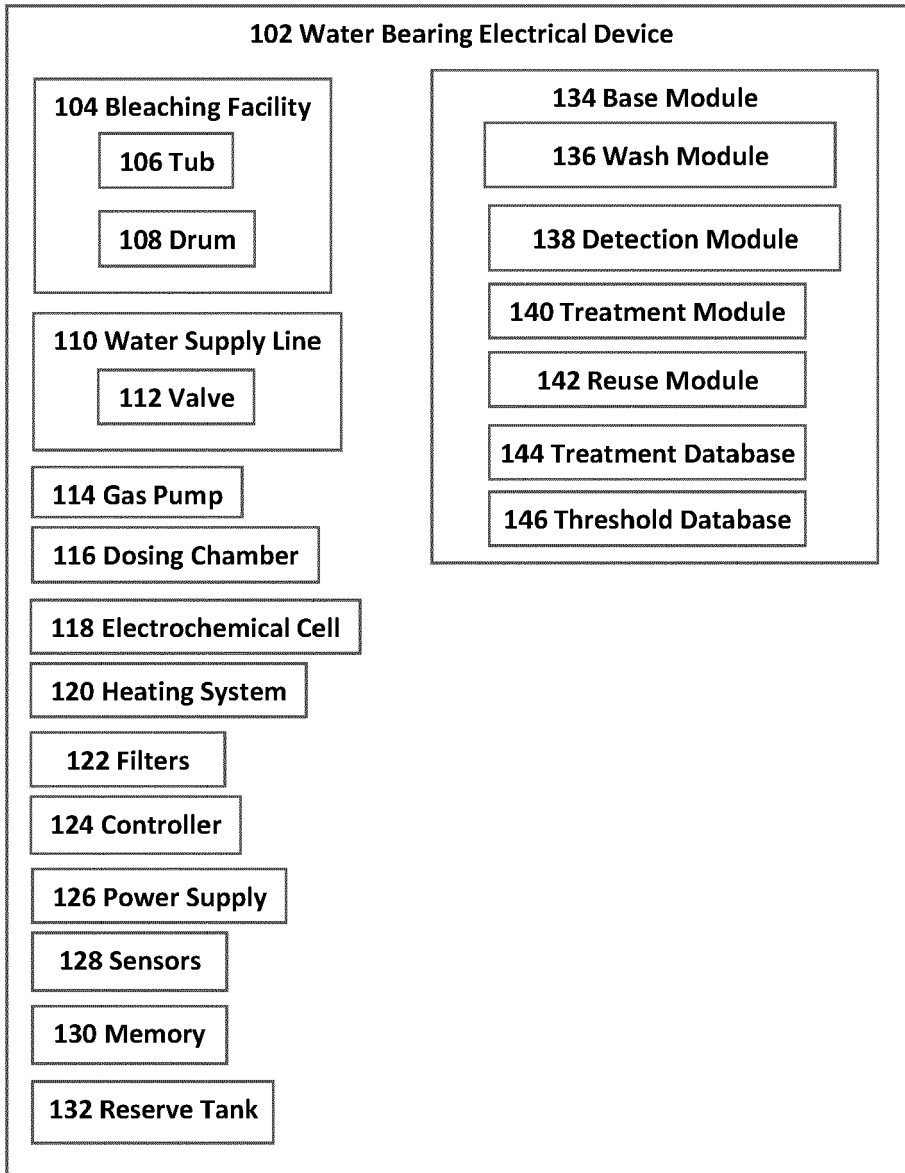 102 Water Bearing Electrical Device
104 Bleaching Facility
106 Tub
108 Drum
110 Water Supply Line
112 Valve
114 Gas Pump
116 Dosing Chamber
118 Electrochemical Cell
120 Heating System
122 Filters
124 Controller
126 Power Supply
128 Sensors
130 Memory
132 Reserve Tank
134 Base Module
136 Wash Module
138 Detection Module
140 Treatment Module
142 Reuse Module
144 Treatment Database
146 Threshold Database